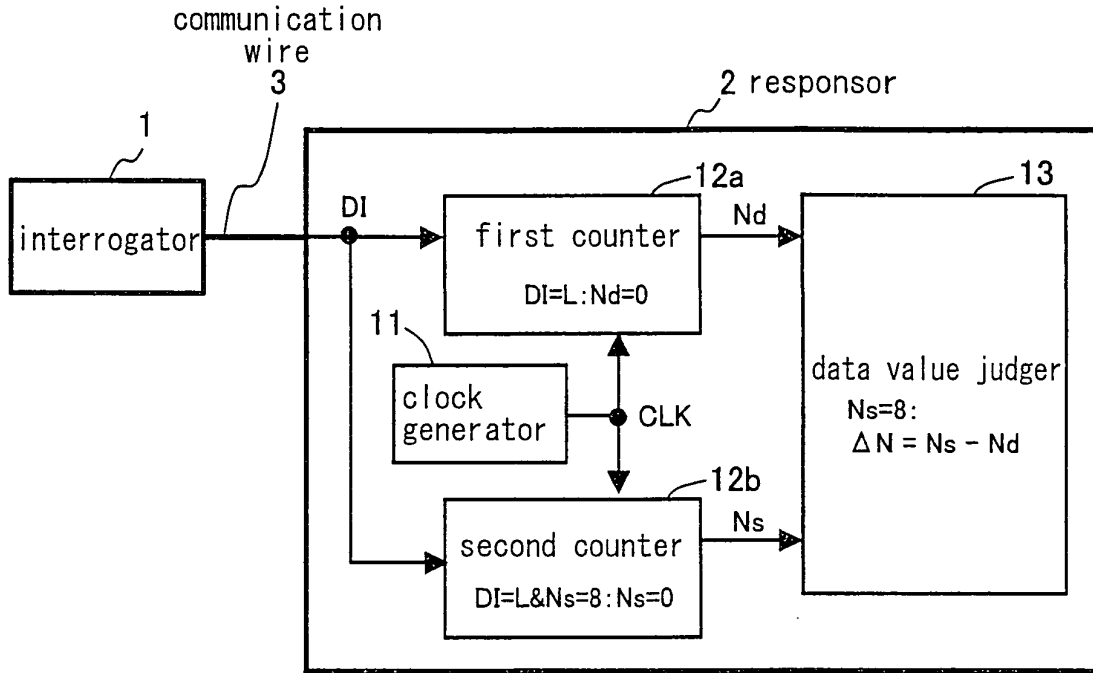 communication
wire
3
2 responsor
1
interrogator
DI
12a
first counter
DI=L:Nd=0
Nd
13
11
clock
generator
CLK
data value judger
Ns=8:
ΔN = Ns − Nd
12b
second counter
DI=L&Ns=8:Ns=0
Ns